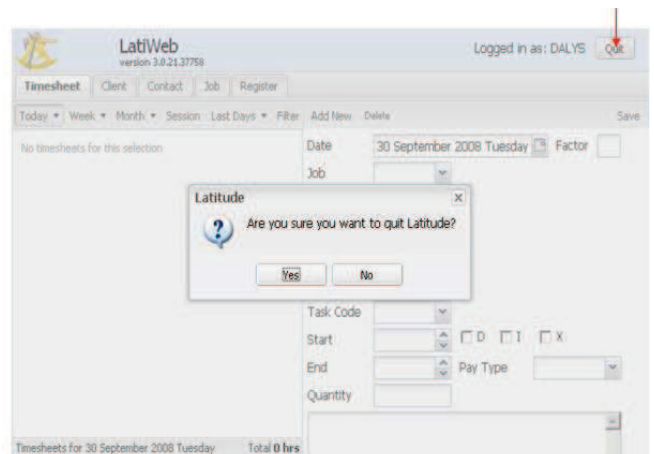 LatiWeb
version 3.0.21.37758
Logged in as: DALYS Quit
Timesheet Client Contact Job Register
Today Week Month Session Last Days Filter Add New Delete Save
No timesheets for this selection
Date 30 September 2008 Tuesday Factor
Job
Latitude x
Are you sure you want to quit Latitude?
Yes No
Task Code
Start D I X
End Pay Type
Quantity
Timesheets for 30 September 2008 Tuesday Total 0 hrs